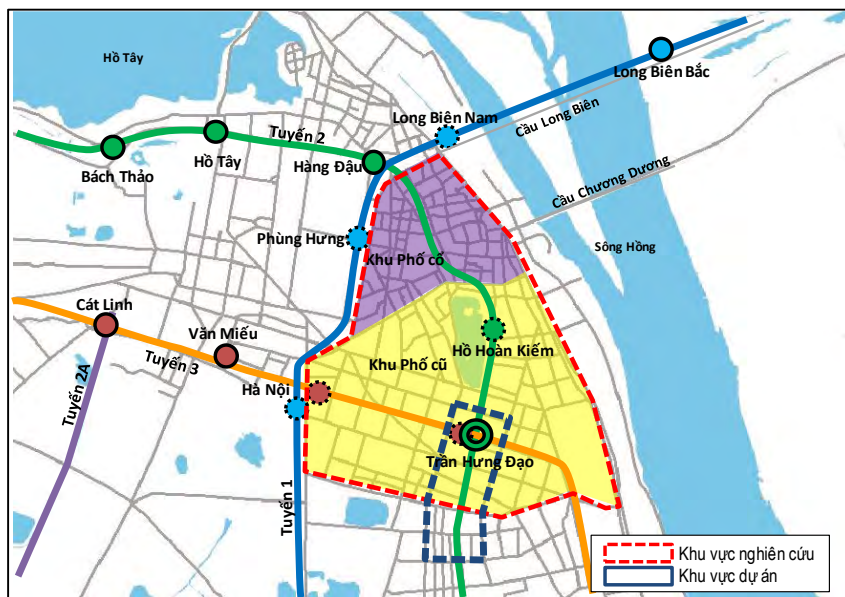 Hồ Tây
Long Biên Bắc
Long Biên Nam
Cầu Long Biên
Tuyến 2
Hồ Tây
Bách Thảo
Hàng Đậu
Cầu Chương Dương
Phùng Hưng
Khu Phố cổ
Sông Hồng
Cát Linh
Văn Miếu
Tuyến 3
Hồ Hoàn Kiếm
Khu Phố cũ
Tuyến 2A
Hà Nội
Trần Hưng Đạo
Tuyến 1
Khu vực nghiên cứu
Khu vực dự án